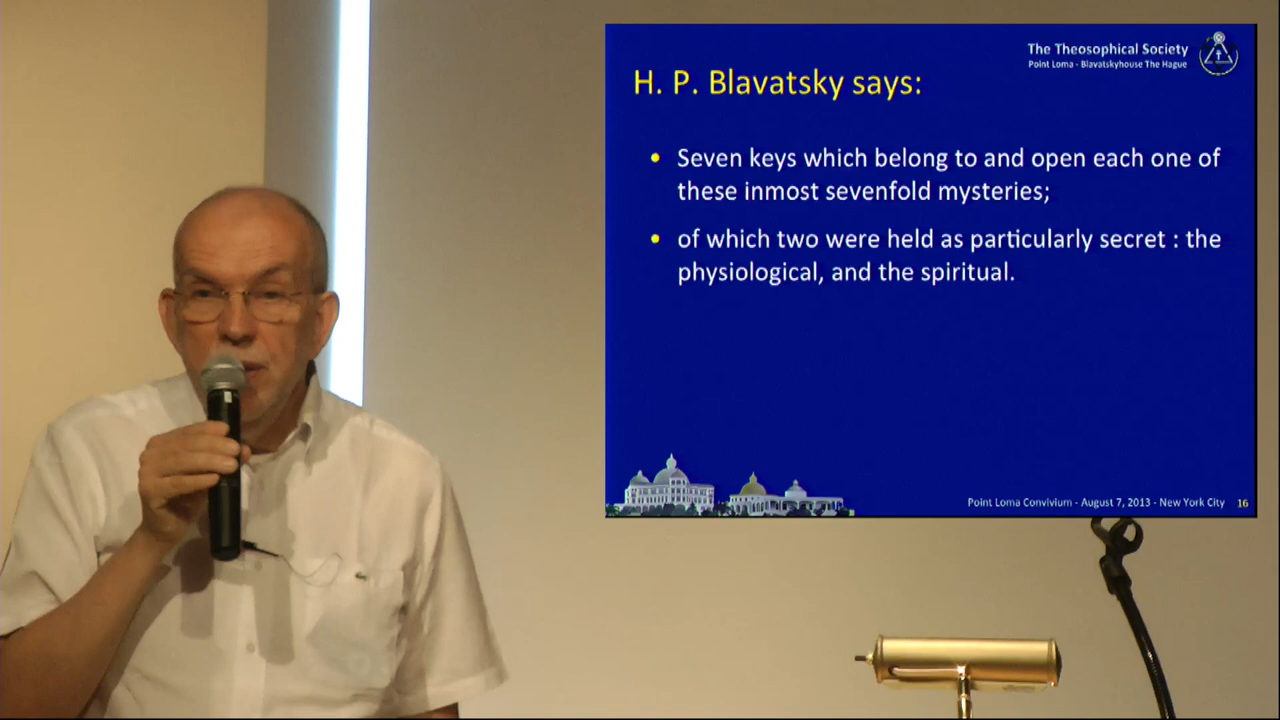 The Theosophical Society
Point Loma - Blavatskyhouse The Hague
H. P. Blavatsky says:
• Seven keys which belong to and open each one of
these inmost sevenfold mysteries;
• of which two were held as particularly secret : the
physiological, and the spiritual.
Point Loma Convivium - August 7, 2013 - New York City 16